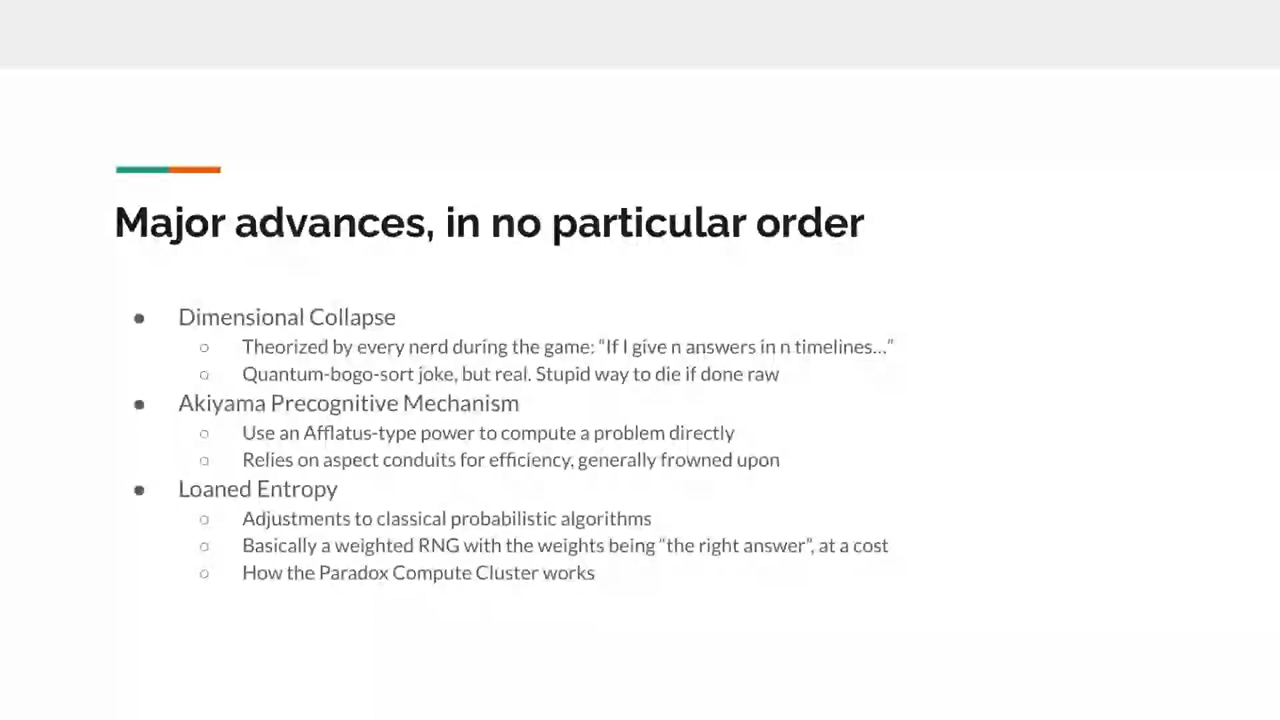 Major advances, in no particular order
● Dimensional Collapse
○ Theorized by every nerd during the game: “If I give n answers in n timelines...”
○ Quantum-bogo-sort joke, but real. Stupid way to die if done raw
● Akiyama Precognitive Mechanism
○ Use an Afflatus-type power to compute a problem directly
○ Relies on aspect conduits for efficiency, generally frowned upon
● Loaned Entropy
○ Adjustments to classical probabilistic algorithms
○ Basically a weighted RNG with the weights being “the right answer”, at a cost
○ How the Paradox Compute Cluster works